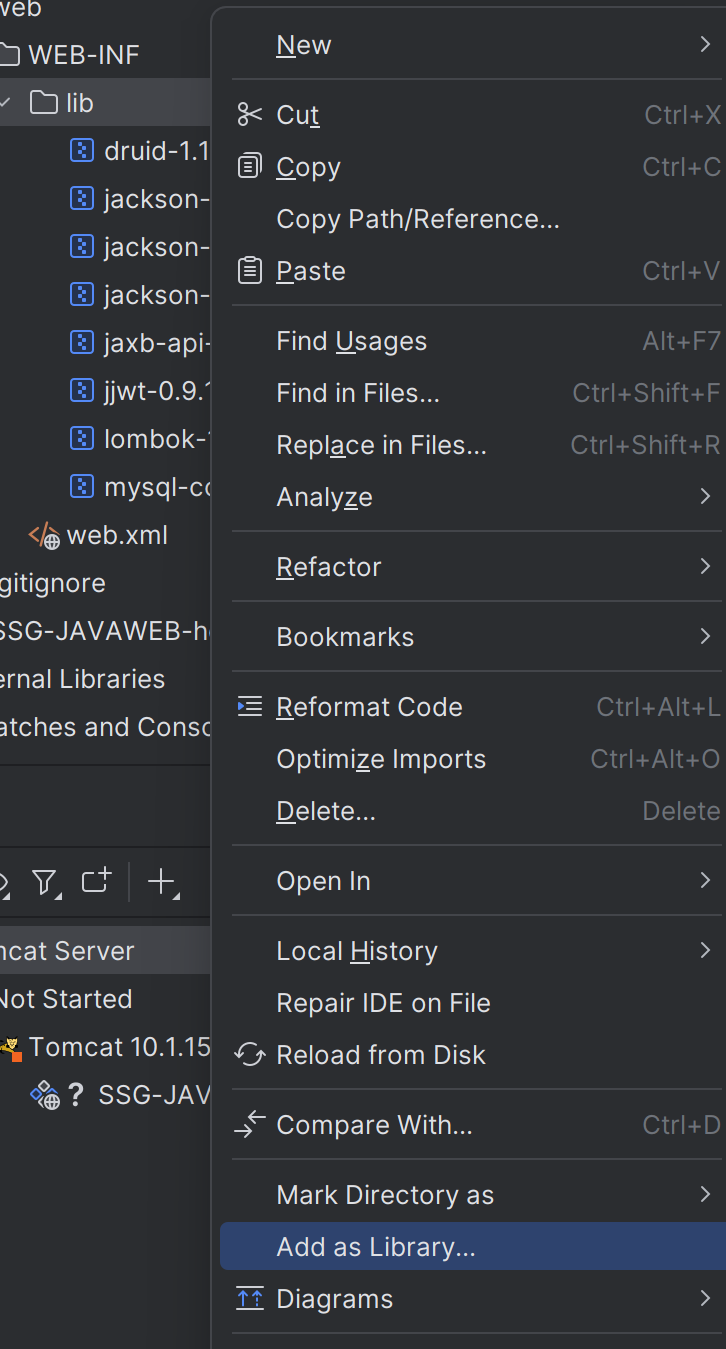 web
WEB-INF
lib
druid-1.1
jackson-
jackson-
jackson-
jaxb-api-
jjwt-0.9.1
lombok-1
mysql-co
web.xml
gitignore
SSG-JAVAWEB-h
ernal Libraries
atches and Conso
mcat Server
Not Started
Tomcat 10.1.15
? SSG-JAV
New
Cut Ctrl+X
Copy Ctrl+C
Copy Path/Reference...
Paste Ctrl+V
Find Usages Alt+F7
Find in Files... Ctrl+Shift+F
Replace in Files... Ctrl+Shift+R
Analyze
Refactor
Bookmarks
Reformat Code Ctrl+Alt+L
Optimize Imports Ctrl+Alt+O
Delete... Delete
Open In
Local History
Repair IDE on File
Reload from Disk
Compare With... Ctrl+D
Mark Directory as
Add as Library...
Diagrams